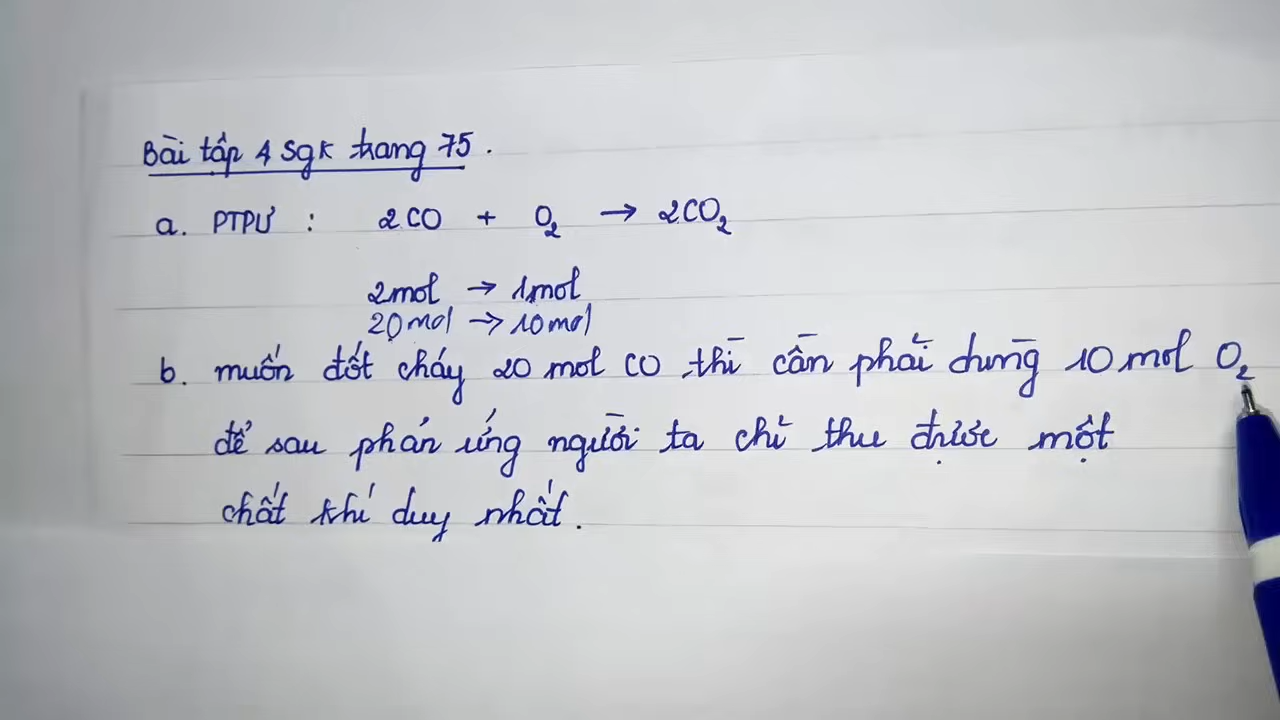 Bài tập 4 Sgk trang 75.
a. PTPƯ : 2CO + O₂ → 2CO₂
2mol → 1mol
20mol → 10mol
b. muốn đốt cháy 20 mol CO thì cần phải dùng 10 mol O₂
để sau phản ứng người ta chỉ thu được một
chất khí duy nhất.